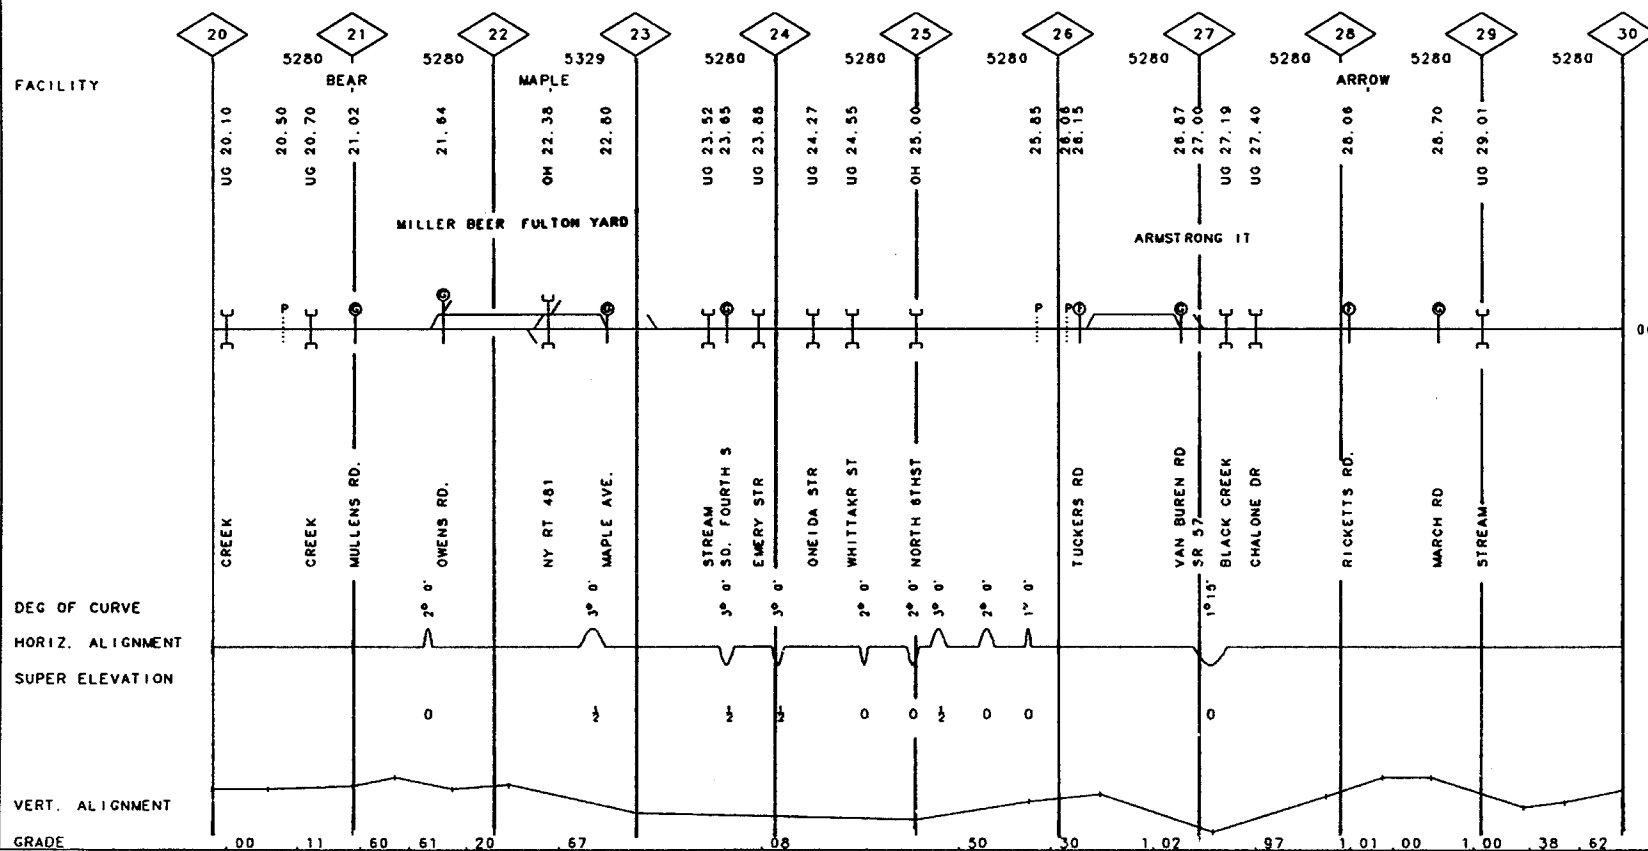 20 21 22 23 24 25 26 27 28 29 30
5280 5280 5329 5280 5280 5280 5280 5280 5280 5280
FACILITY BEAR MAPLE ARROW
UG 20.10
20.50
UG 20.70
21.02
21.64
OH 22.38
22.80
UG 23.52
23.65
UG 23.88
UG 24.27
UG 24.55
OH 25.00
25.85
26.08
26.15
26.87
27.00
UG 27.19
UG 27.40
28.06
28.70
UG 29.01
MILLER BEER FULTON YARD
ARMSTRONG IT
P G G G G P P F G F G
CREEK
CREEK
MULLENS RD.
OWENS RD.
NY RT 481
MAPLE AVE.
STREAM
SD. FOURTH S
EMERY STR
ONEIDA STR
WHITTAKR ST
NORTH 6THST
TUCKERS RD
VAN BUREN RD
SR 57
BLACK CREEK
CHALONE DR
RICKETTS RD.
MARCH RD
STREAM
DEG OF CURVE 2° 0' 3° 0' 3° 0' 3° 0' 2° 0' 2° 0' 3° 0' 2° 0' 1° 0' 1°15'
HORIZ. ALIGNMENT
SUPER ELEVATION
0 ½ ½ ½ 0 0 ½ 0 0 0
VERT. ALIGNMENT
GRADE .00 .11 .60 .61 .20 .67 .08 .50 .30 1.02 .97 1.01 .00 1.00 .38 .62